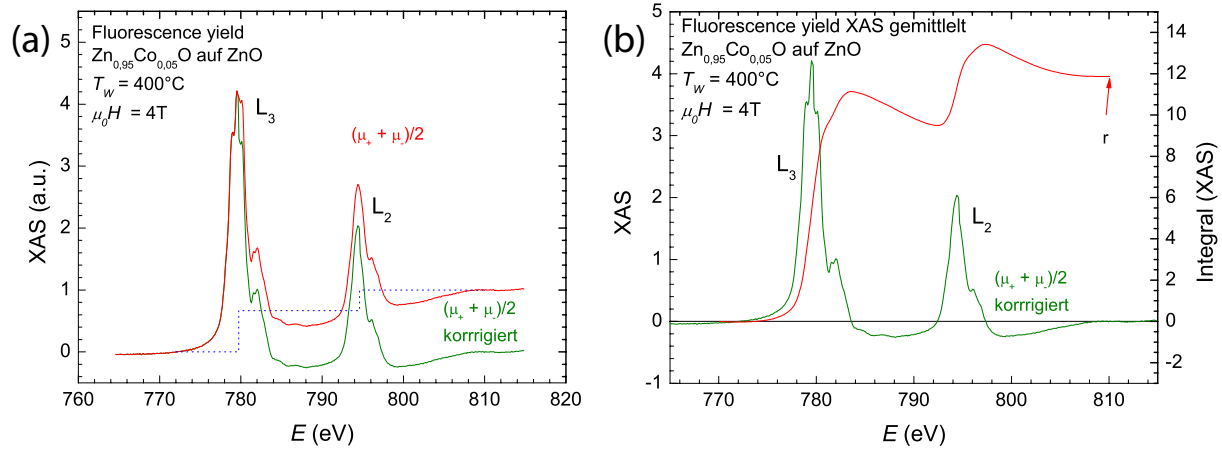 (a)
Fluorescence yield
Zn0,95Co0,05O auf ZnO
TW = 400°C
μ0H = 4T
L3
(μ+ + μ-)/2
L2
(μ+ + μ-)/2
korrrigiert
XAS (a.u.)
5
4
3
2
1
0
760 770 780 790 800 810 820
E (eV)
(b)
Fluorescence yield XAS gemittlelt
Zn0,95Co0,05O auf ZnO
TW = 400°C
μ0H = 4T
L3
L2
r
(μ+ + μ-)/2
korrrigiert
XAS
5
4
3
2
1
0
-1
770 780 790 800 810
E (eV)
14
12
10
8
6
4
2
0
-2
Integral (XAS)